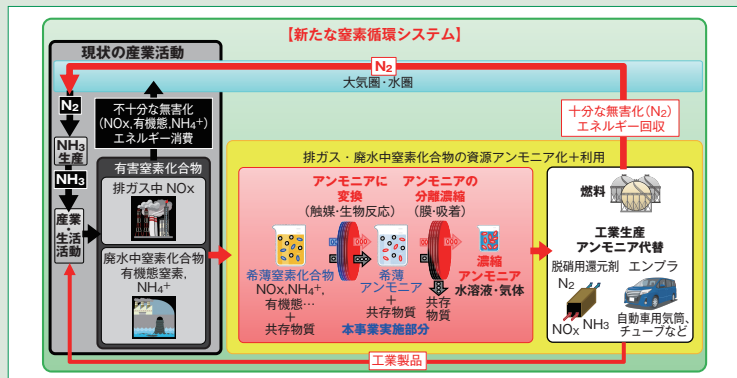 【新たな窒素循環システム】
現状の産業活動
N₂
大気圏・水圏
N₂
NH₃
生産
NH₃
産業・生活活動
不十分な無害化
(NOx,有機態,NH₄⁺)
エネルギー消費
有害窒素化合物
排ガス中 NOx
廃水中窒素化合物
有機態窒素,
NH₄⁺
十分な無害化(N₂)
エネルギー回収
排ガス・廃水中窒素化合物の資源アンモニア化+利用
アンモニアに
変換
(触媒・生物反応)
アンモニアの
分離濃縮
(膜・吸着)
希薄窒素化合物
NOx,NH₄⁺,
有機態…
+
共存物質
希薄
アンモニア
+
共存物質
共存
物質
濃縮
アンモニア
水溶液・気体
本事業実施部分
燃料
工業生産
アンモニア代替
脱硝用還元剤
N₂
NOx
NH₃
エンプラ
自動車用気筒、
チューブなど
工業製品